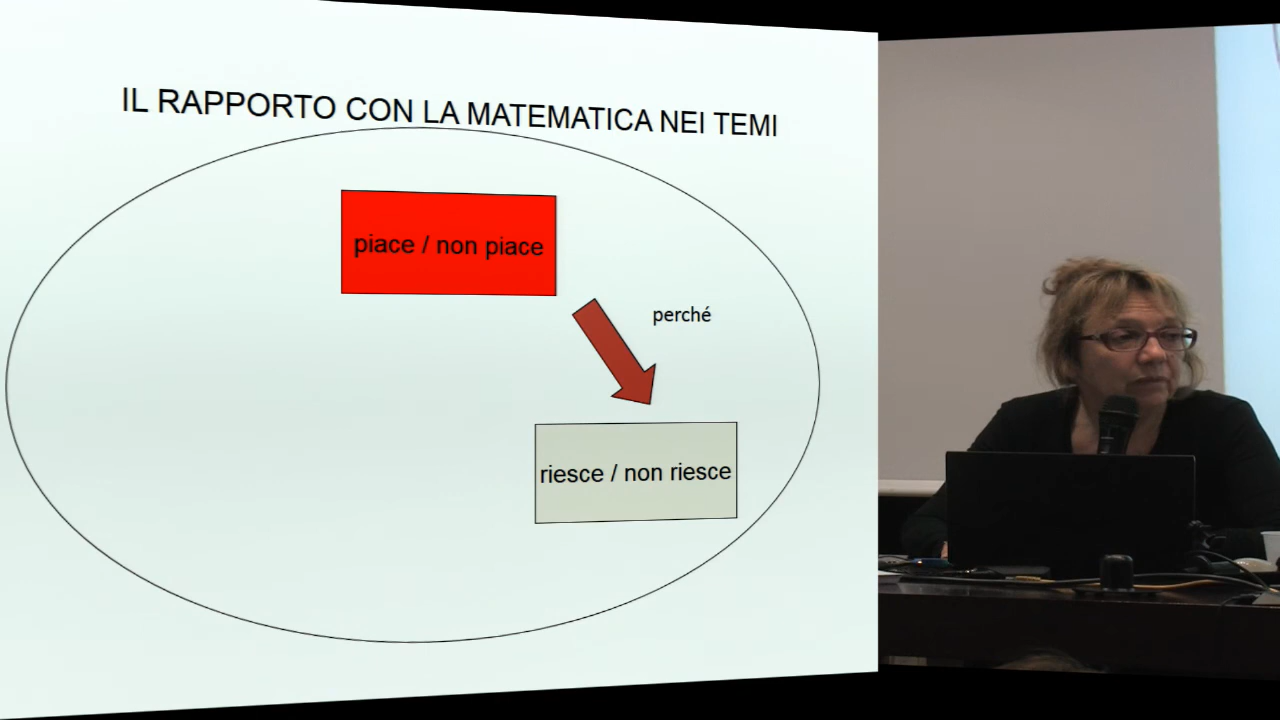 IL RAPPORTO CON LA MATEMATICA NEI TEMI
piace / non piace
perché
riesce / non riesce